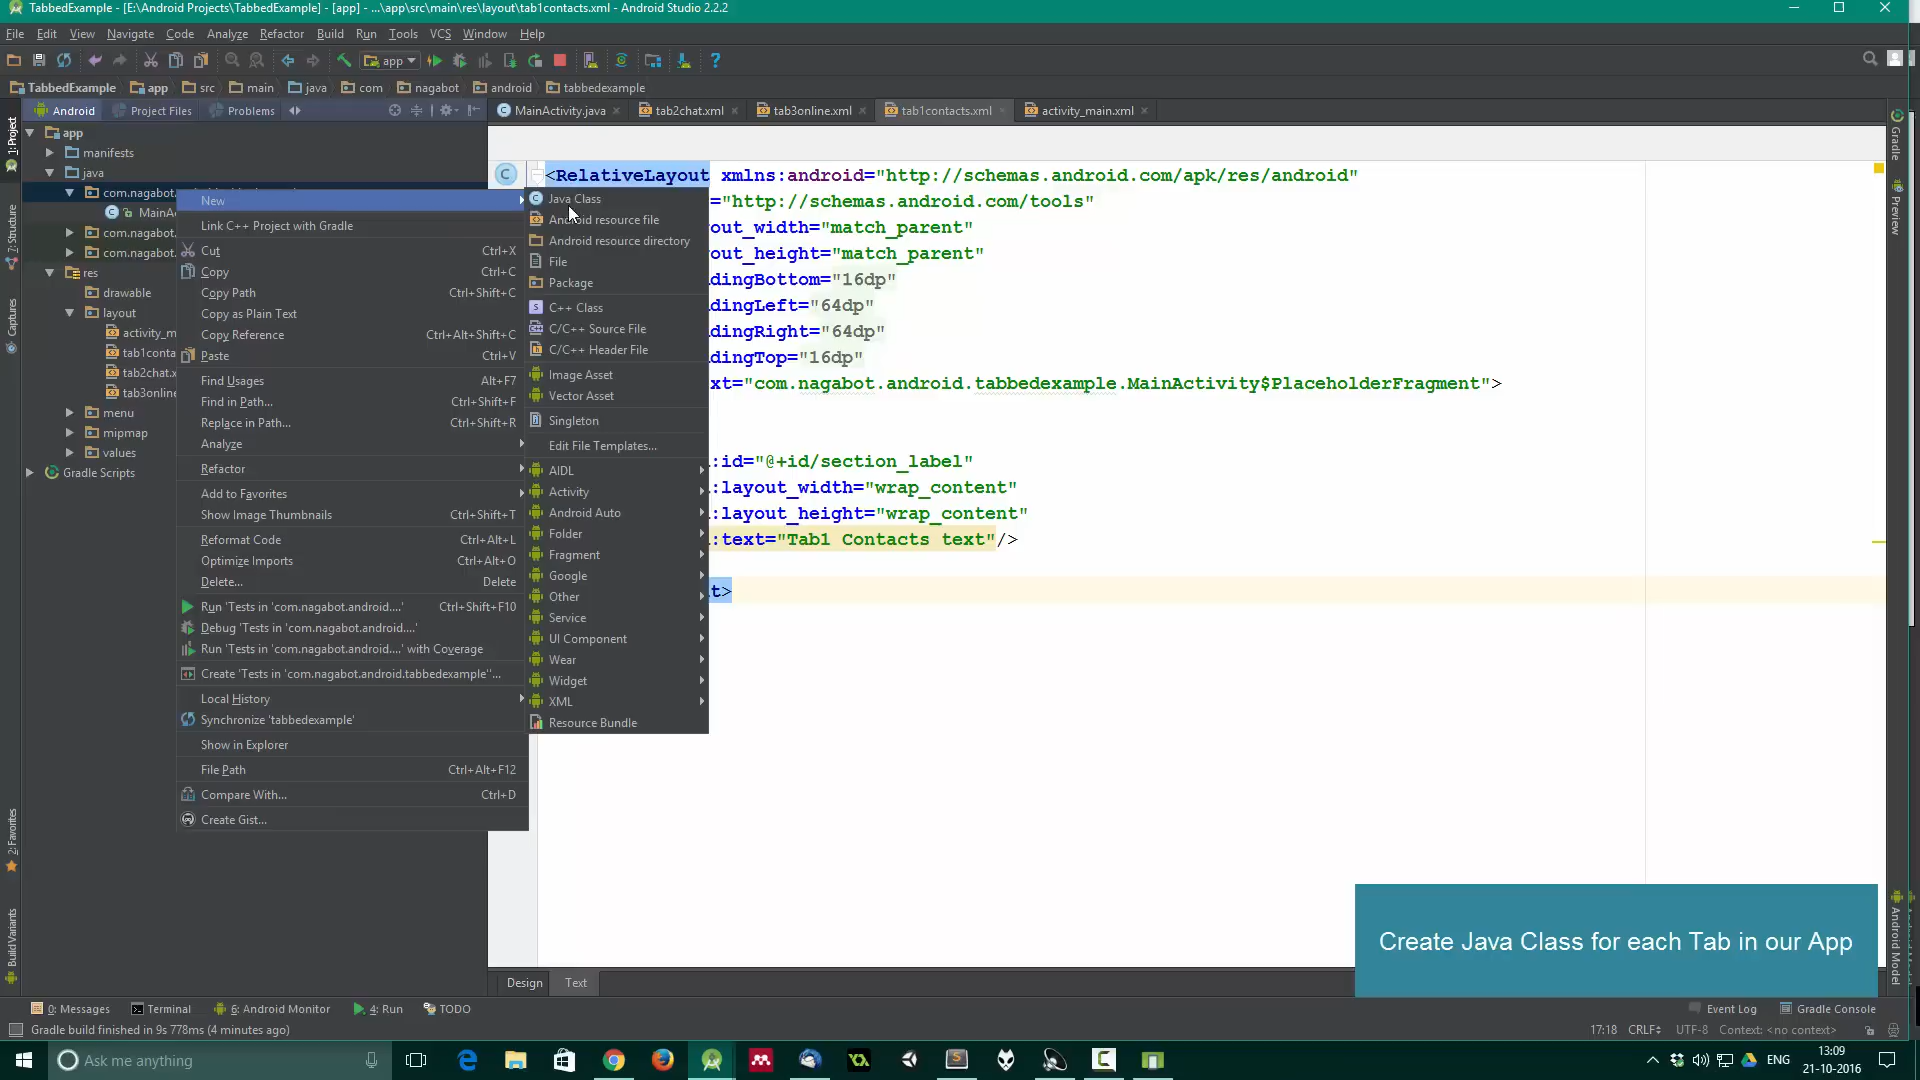 TabbedExample - [E:\Android Projects\TabbedExample] - [app] - ...\app\src\main\res\layout\tab1contacts.xml - Android Studio 2.2.2
File Edit View Navigate Code Analyze Refactor Build Run Tools VCS Window Help
app
TabbedExample app src main java com nagabot android tabbedexample
Android Project Files Problems
MainActivity.java tab2chat.xml tab3online.xml tab1contacts.xml activity_main.xml
1: Project
7: Structure
Captures
2: Favorites
Build Variants
app
manifests
java
com.nagabot.
MainA
com.nagabot.
com.nagabot.
res
drawable
layout
activity_m
tab1conta
tab2chat.x
tab3online
menu
mipmap
values
Gradle Scripts
New
Link C++ Project with Gradle
Cut Ctrl+X
Copy Ctrl+C
Copy Path Ctrl+Shift+C
Copy as Plain Text
Copy Reference Ctrl+Alt+Shift+C
Paste Ctrl+V
Find Usages Alt+F7
Find in Path... Ctrl+Shift+F
Replace in Path...
Analyze
Refactor
Add to Favorites
Show Image Thumbnails Ctrl+Shift+T
Reformat Code Ctrl+Alt+L
Optimize Imports Ctrl+Alt+O
Delete... Delete
Run 'Tests in 'com.nagabot.android....' Ctrl+Shift+F10
Debug 'Tests in 'com.nagabot.android....'
Run 'Tests in 'com.nagabot.android....' with Coverage
Create 'Tests in 'com.nagabot.android.tabbedexample''...
Local History
Synchronize 'tabbedexample'
Show in Explorer
File Path Ctrl+Alt+F12
Compare With... Ctrl+D
Create Gist...
Java Class
Android resource file
Android resource directory
File
Package
C++ Class
C/C++ Source File
C/C++ Header File
Image Asset
Vector Asset
Singleton
Edit File Templates...
AIDL
Activity
Android Auto
Folder
Fragment
Google
Other
Service
UI Component
Wear
Widget
XML
Resource Bundle
<RelativeLayout xmlns:android="http://schemas.android.com/apk/res/android"
="http://schemas.android.com/tools"
out_width="match_parent"
out_height="match_parent"
dingBottom="16dp"
dingLeft="64dp"
dingRight="64dp"
dingTop="16dp"
xt="com.nagabot.android.tabbedexample.MainActivity$PlaceholderFragment">
:id="@+id/section_label"
:layout_width="wrap_content"
:layout_height="wrap_content"
:text="Tab1 Contacts text"/>
t>
Gradle
Preview
Android Model
Create Java Class for each Tab in our App
Design Text
0: Messages Terminal 6: Android Monitor 4: Run TODO Event Log Gradle Console
Gradle build finished in 9s 778ms (4 minutes ago) 17:18 CRLF UTF-8 Context: <no context>
Ask me anything
ENG
13:09
21-10-2016